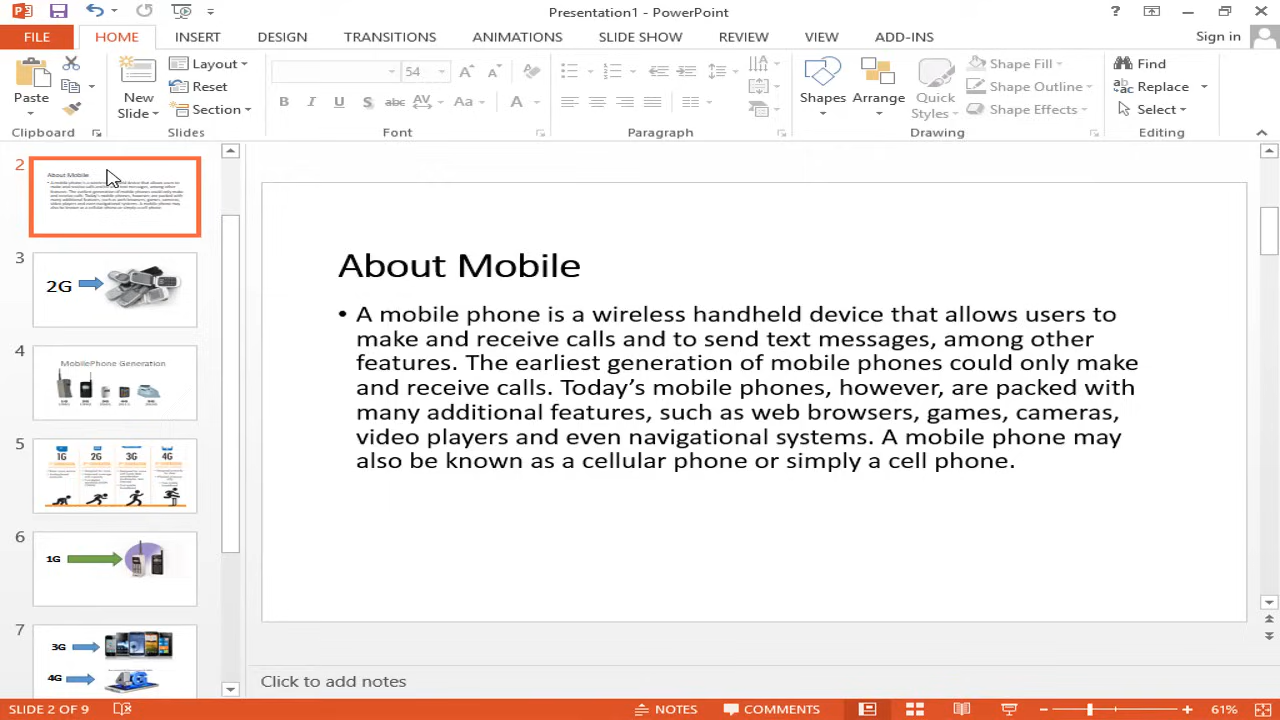 Presentation1 - PowerPoint
? 
FILE HOME INSERT DESIGN TRANSITIONS ANIMATIONS SLIDE SHOW REVIEW VIEW ADD-INS Sign in
Paste
Clipboard
New Slide
Layout
Reset
Section
Slides
54
B I U S abc AV Aa A
Font
Paragraph
Shapes
Arrange
Quick Styles
Shape Fill
Shape Outline
Shape Effects
Drawing
Find
Replace
Select
Editing
2
About Mobile
3
2G
4
MobilePhone Generation
5
1G 2G 3G 4G
6
1G
7
3G
4G
About Mobile
• A mobile phone is a wireless handheld device that allows users to
make and receive calls and to send text messages, among other
features. The earliest generation of mobile phones could only make
and receive calls. Today’s mobile phones, however, are packed with
many additional features, such as web browsers, games, cameras,
video players and even navigational systems. A mobile phone may
also be known as a cellular phone or simply a cell phone.
Click to add notes
SLIDE 2 OF 9 NOTES COMMENTS 61%